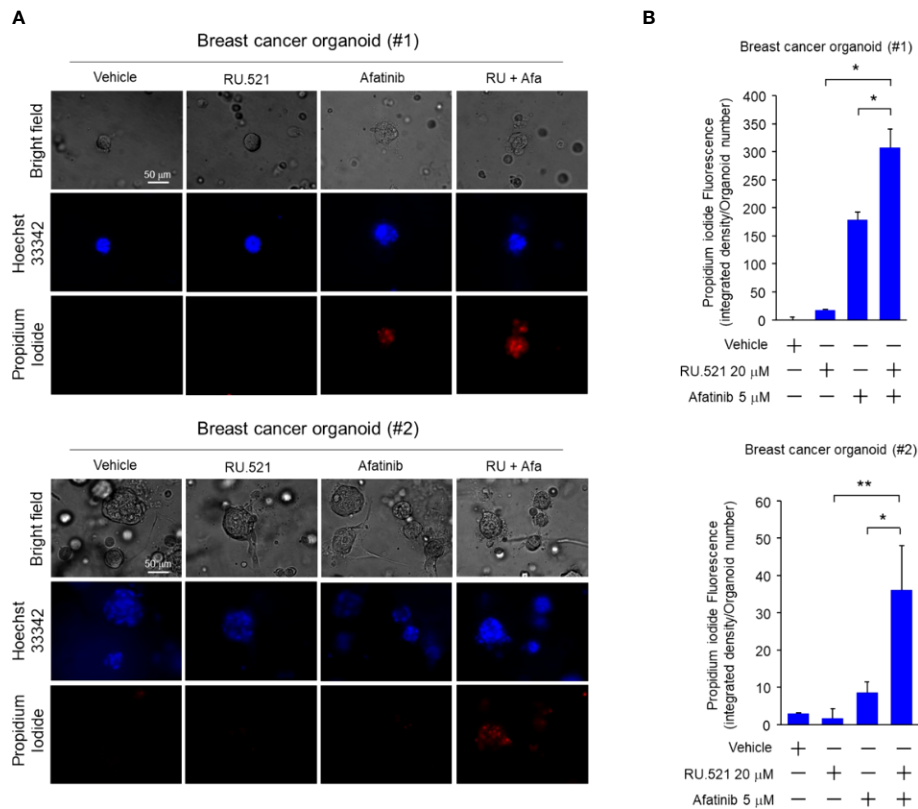 A
Breast cancer organoid (#1)
Vehicle RU.521 Afatinib RU + Afa
Bright field
50 μm
Hoechst
33342
Propidium
Iodide
Breast cancer organoid (#2)
Vehicle RU.521 Afatinib RU + Afa
Bright field
50 μm
Hoechst
33342
Propidium
Iodide
B
Breast cancer organoid (#1)
*
*
Propidium iodide Fluorescence
(integrated density/Organoid number)
400
350
300
250
200
150
100
50
0
Vehicle + — — —
RU.521 20 μM — + — +
Afatinib 5 μM — — + +
Breast cancer organoid (#2)
**
*
Propidium iodide Fluorescence
(integrated density/Organoid number)
60
50
40
30
20
10
0
Vehicle + — — —
RU.521 20 μM — + — +
Afatinib 5 μM — — + +